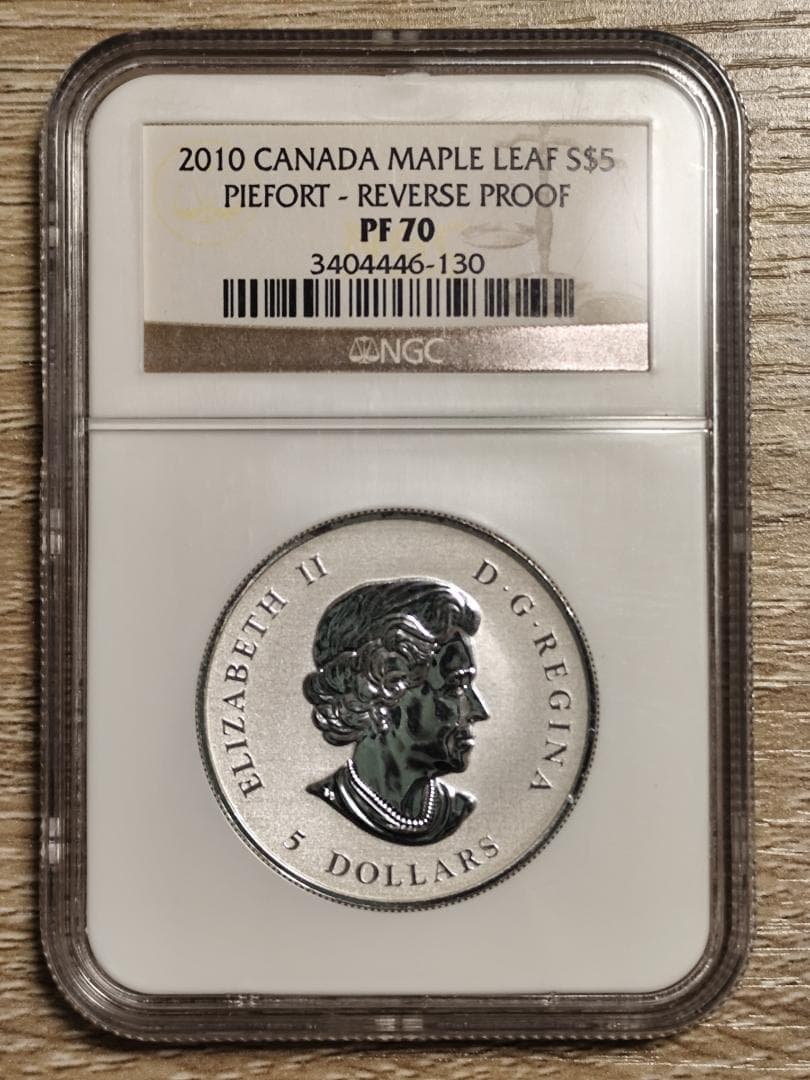 2010 CANADA MAPLE LEAF S$5
PIEFORT - REVERSE PROOF
PF 70
3404446-130
NGC
ELIZABETH II
D·G·REGINA
5 DOLLARS